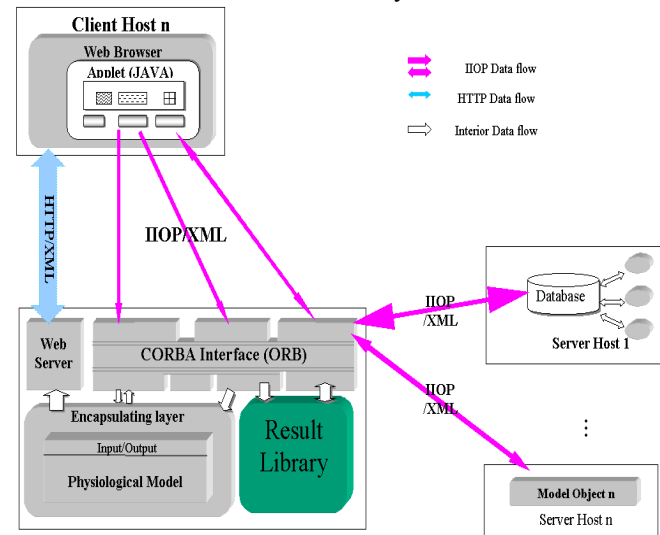 Client Host n
Web Browser
Applet (JAVA)
IIOP Data flow
HTTP Data flow
Interior Data flow
HTTP/XML
IIOP/XML
IIOP
/XML
Database
Server Host 1
Web
Server
CORBA Interface (ORB)
IIOP
/XML
Encapsulating layer
Input/Output
Physiological Model
Result
Library
Model Object n
Server Host n